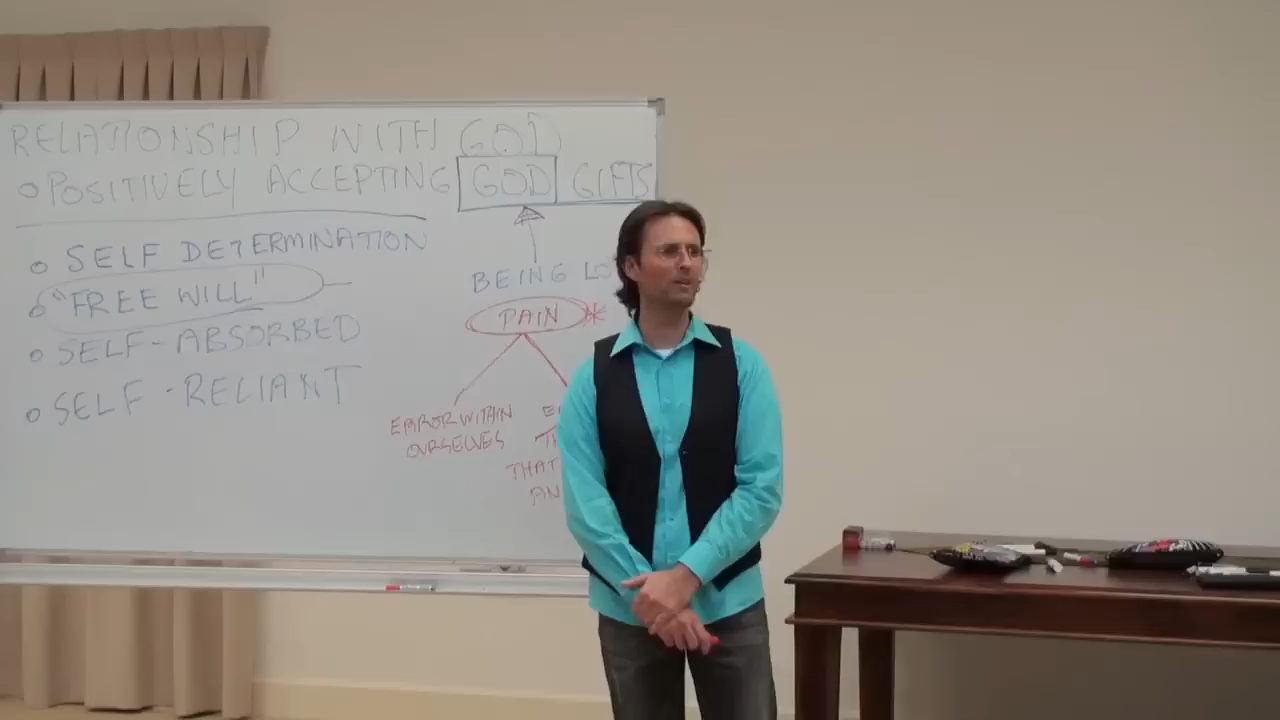 RELATIONSHIP WITH GOD
POSITIVELY ACCEPTING GOD GIFTS
SELF DETERMINATION
"FREE WILL"
SELF-ABSORBED
SELF-RELIANT
BEING
PAIN
ERROR WITHIN
OURSELVES
THAT